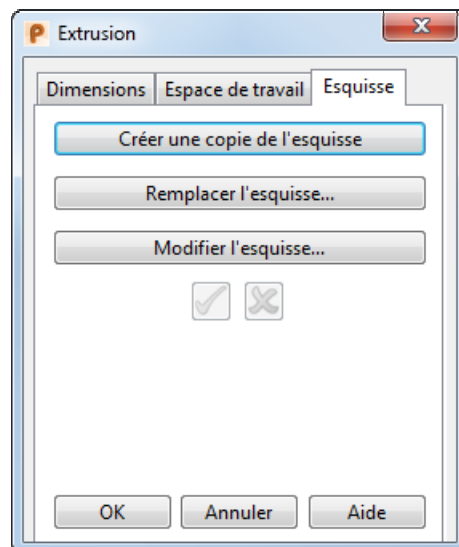 Extrusion
Dimensions Espace de travail Esquisse
Créer une copie de l'esquisse
Remplacer l'esquisse...
Modifier l'esquisse...
OK Annuler Aide